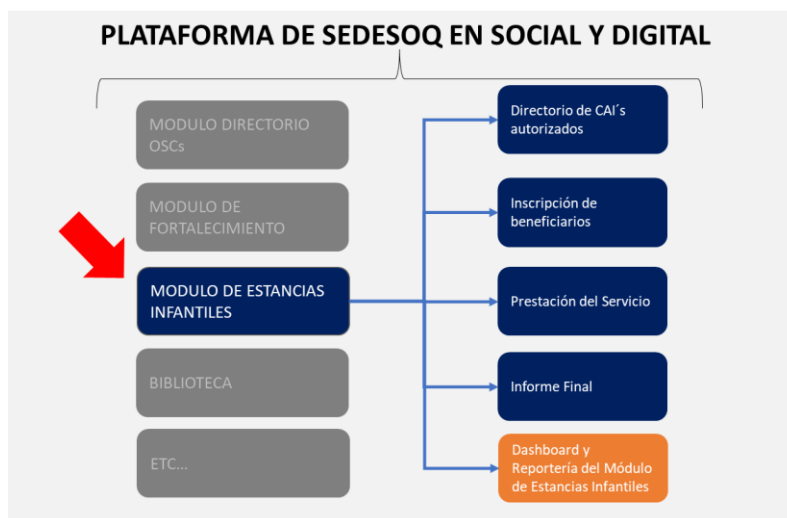 PLATAFORMA DE SEDESOQ EN SOCIAL Y DIGITAL
MODULO DIRECTORIO
OSCs
MODULO DE
FORTALECIMIENTO
MODULO DE ESTANCIAS
INFANTILES
BIBLIOTECA
ETC...
Directorio de CAI´s
autorizados
Inscripción de
beneficiarios
Prestación del Servicio
Informe Final
Dashboard y
Reportería del Módulo
de Estancias Infantiles